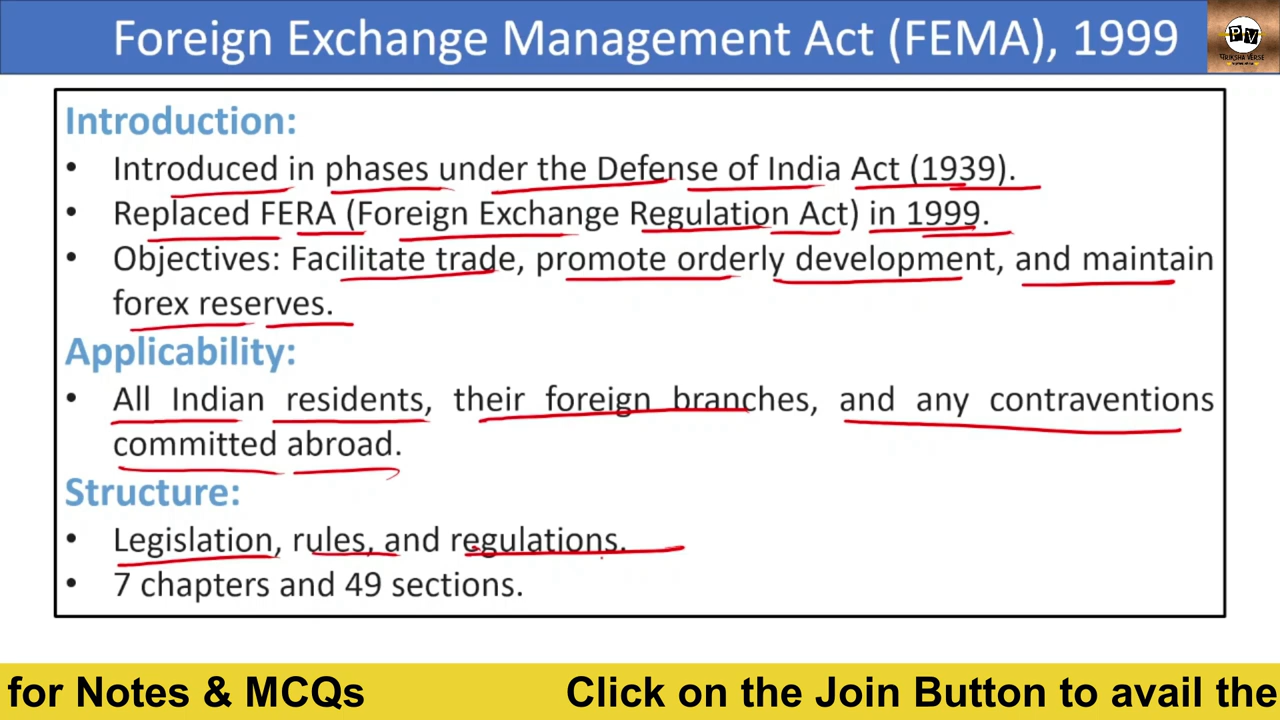 Foreign Exchange Management Act (FEMA), 1999
PV
परीक्षा VERSE
Introduction:
• Introduced in phases under the Defense of India Act (1939).
• Replaced FERA (Foreign Exchange Regulation Act) in 1999.
• Objectives: Facilitate trade, promote orderly development, and maintain
forex reserves.
Applicability:
• All Indian residents, their foreign branches, and any contraventions
committed abroad.
Structure:
• Legislation, rules, and regulations.
• 7 chapters and 49 sections.
for Notes & MCQs Click on the Join Button to avail the